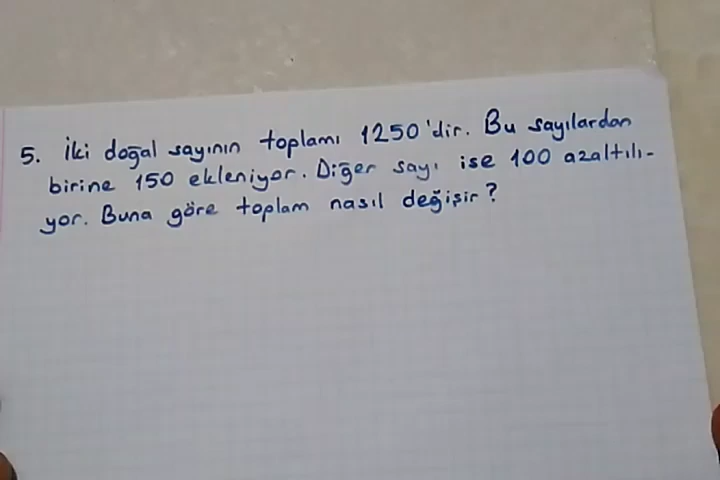 5. İki doğal sayının toplamı 1250'dir. Bu sayılardan
birine 150 ekleniyor. Diğer sayı ise 100 azaltılı-
yor. Buna göre toplam nasıl değişir?